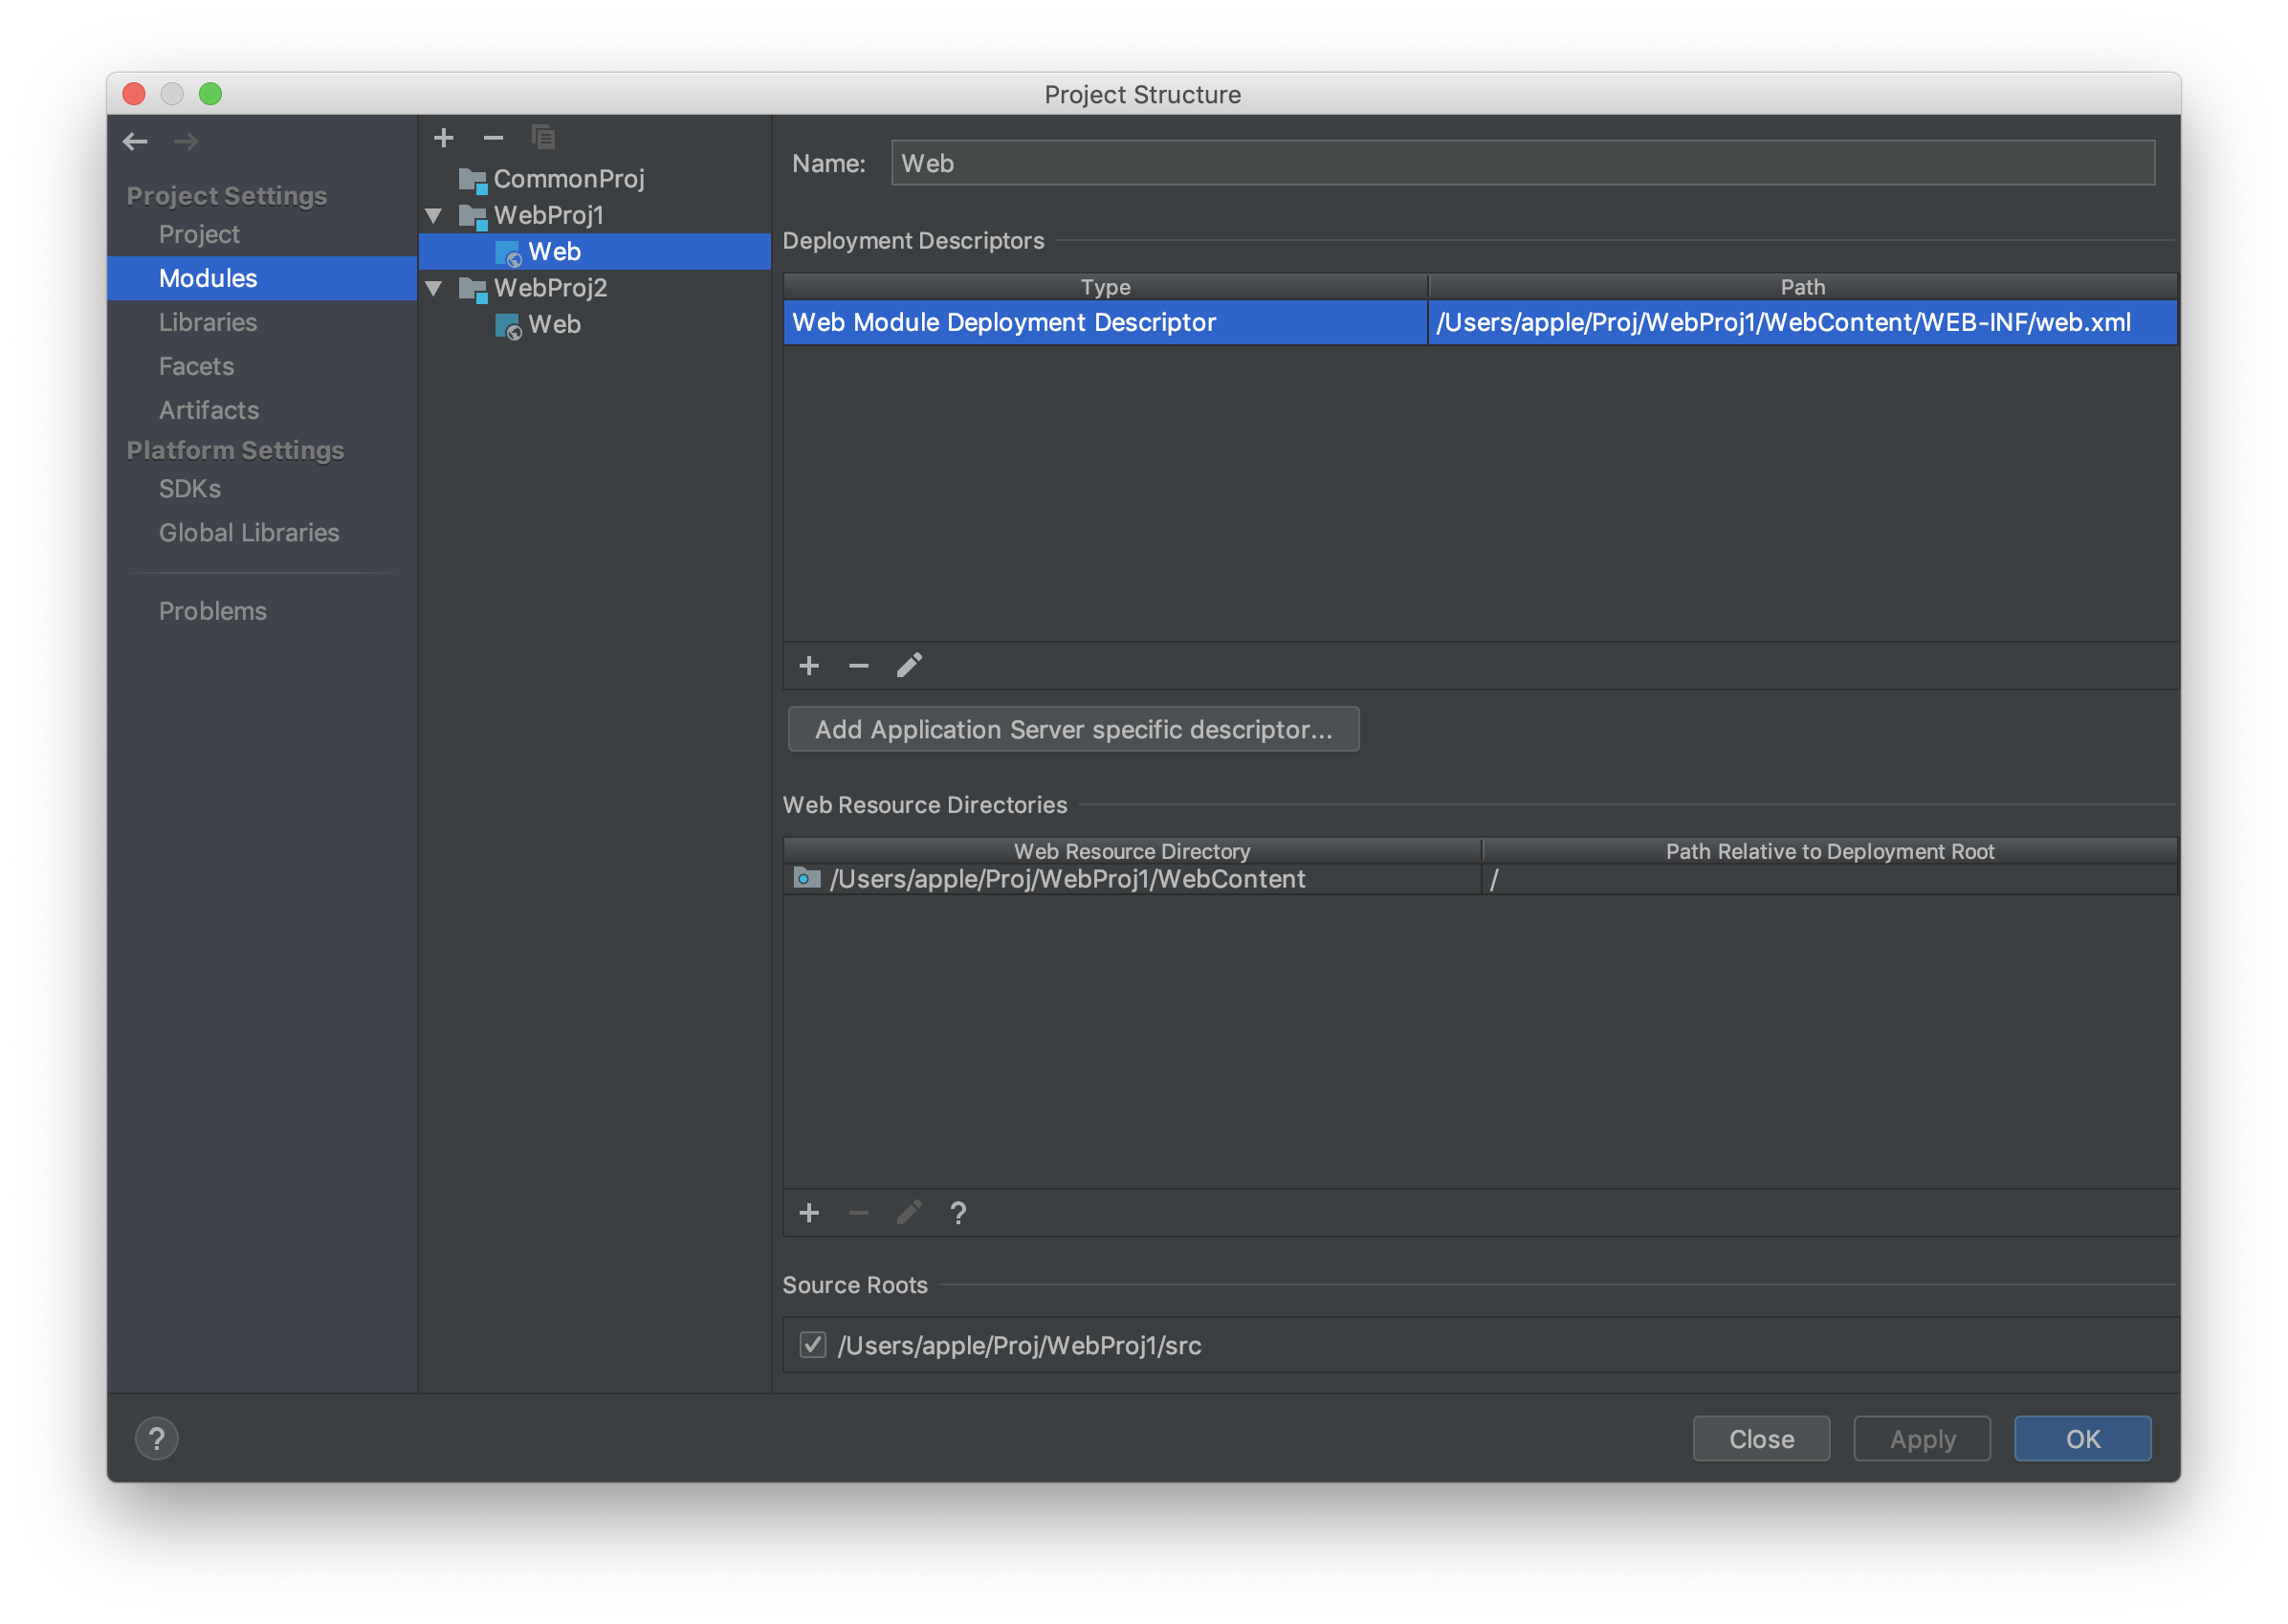 Project Structure
Project Settings
Project
Modules
Libraries
Facets
Artifacts
Platform Settings
SDKs
Global Libraries
Problems
CommonProj
WebProj1
Web
WebProj2
Web
Name: Web
Deployment Descriptors
Type Path
Web Module Deployment Descriptor /Users/apple/Proj/WebProj1/WebContent/WEB-INF/web.xml
Add Application Server specific descriptor...
Web Resource Directories
Web Resource Directory Path Relative to Deployment Root
/Users/apple/Proj/WebProj1/WebContent /
?
Source Roots
/Users/apple/Proj/WebProj1/src
? Close Apply OK